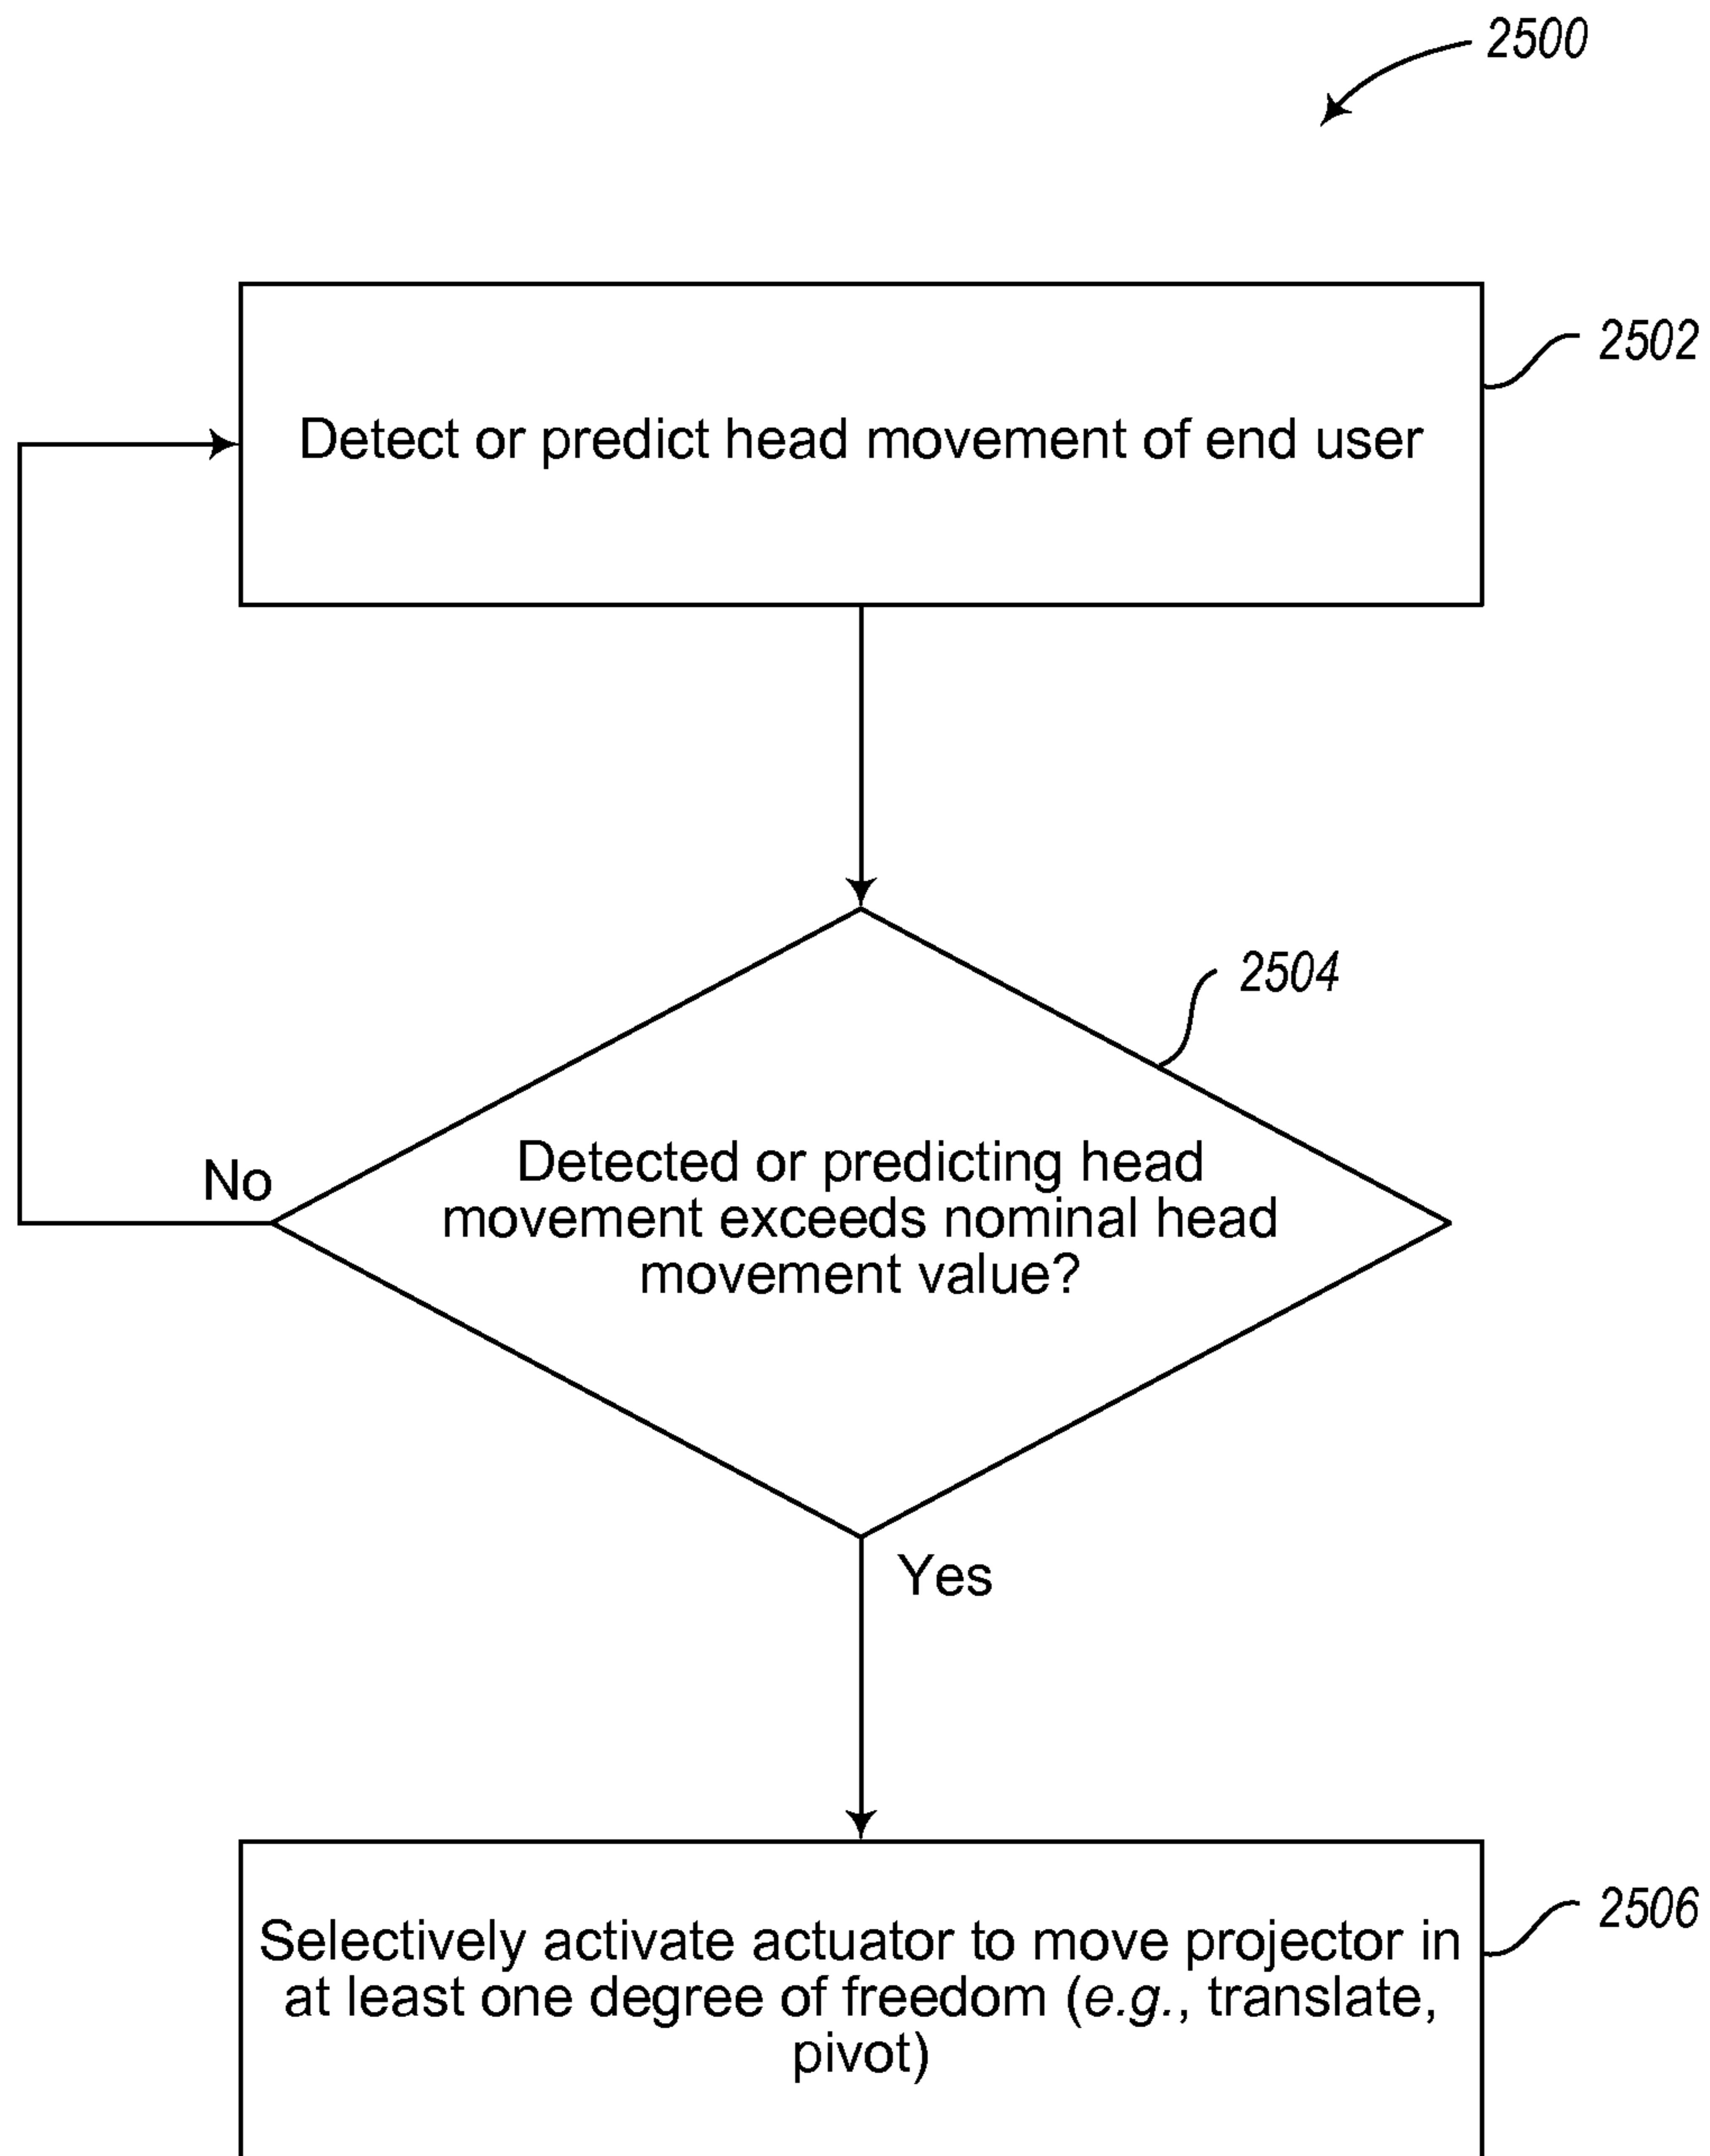 2500
2502
Detect or predict head movement of end user
2504
Detected or predicting head
movement exceeds nominal head
movement value?
No
Yes
2506
Selectively activate actuator to move projector in
at least one degree of freedom (e.g., translate,
pivot)